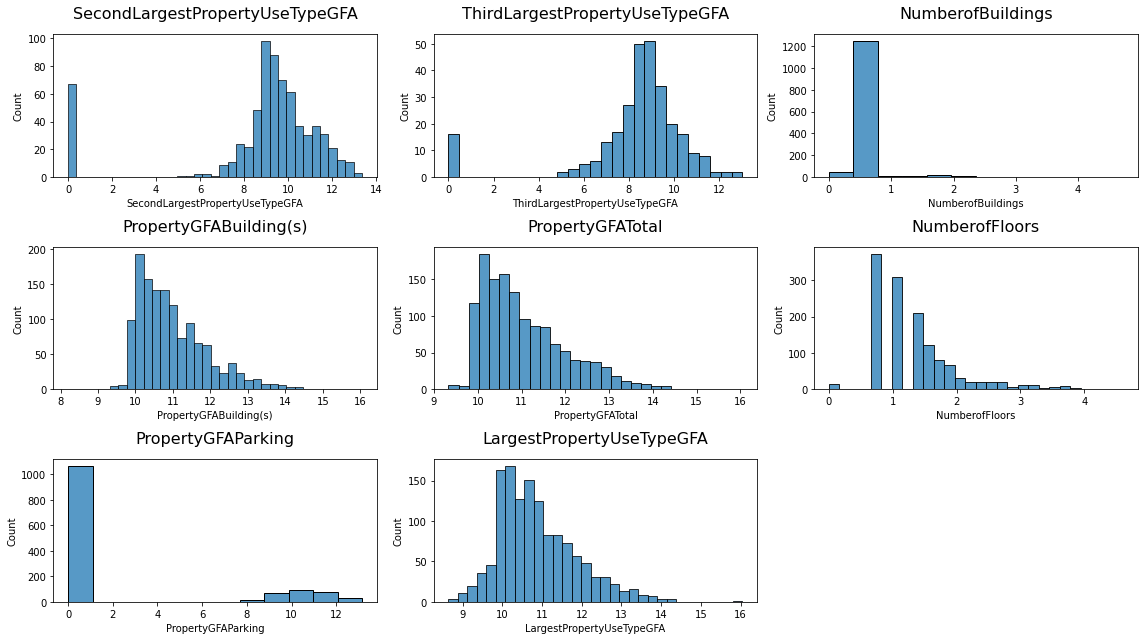 SecondLargestPropertyUseTypeGFA
ThirdLargestPropertyUseTypeGFA
NumberofBuildings
100
80
60
40
20
0
Count
0 2 4 6 8 10 12 14
SecondLargestPropertyUseTypeGFA
50
40
30
20
10
0
Count
0 2 4 6 8 10 12
ThirdLargestPropertyUseTypeGFA
1200
1000
800
600
400
200
0
Count
0 1 2 3 4
NumberofBuildings
PropertyGFABuilding(s)
PropertyGFATotal
NumberofFloors
200
150
100
50
0
Count
8 9 10 11 12 13 14 15 16
PropertyGFABuilding(s)
150
100
50
0
Count
9 10 11 12 13 14 15 16
PropertyGFATotal
300
200
100
0
Count
0 1 2 3 4
NumberofFloors
PropertyGFAParking
LargestPropertyUseTypeGFA
1000
800
600
400
200
0
Count
0 2 4 6 8 10 12
PropertyGFAParking
150
100
50
0
Count
9 10 11 12 13 14 15 16
LargestPropertyUseTypeGFA